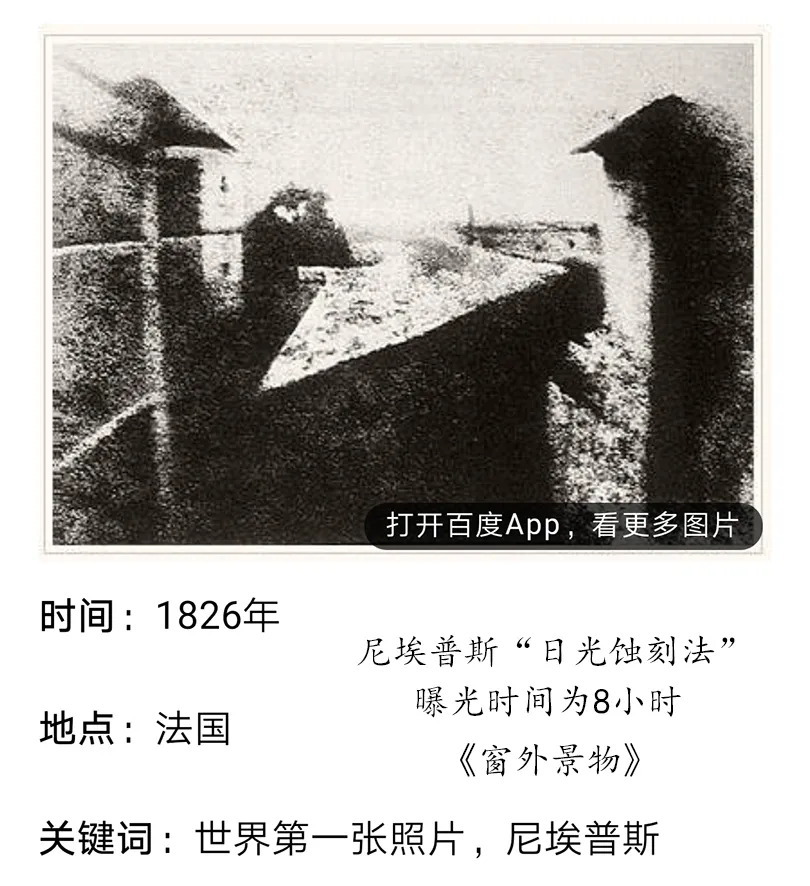 打开百度App，看更多图片
时间：1826年
尼埃普斯“日光蚀刻法”
曝光时间为8小时
地点：法国
《窗外景物》
关键词：世界第一张照片，尼埃普斯